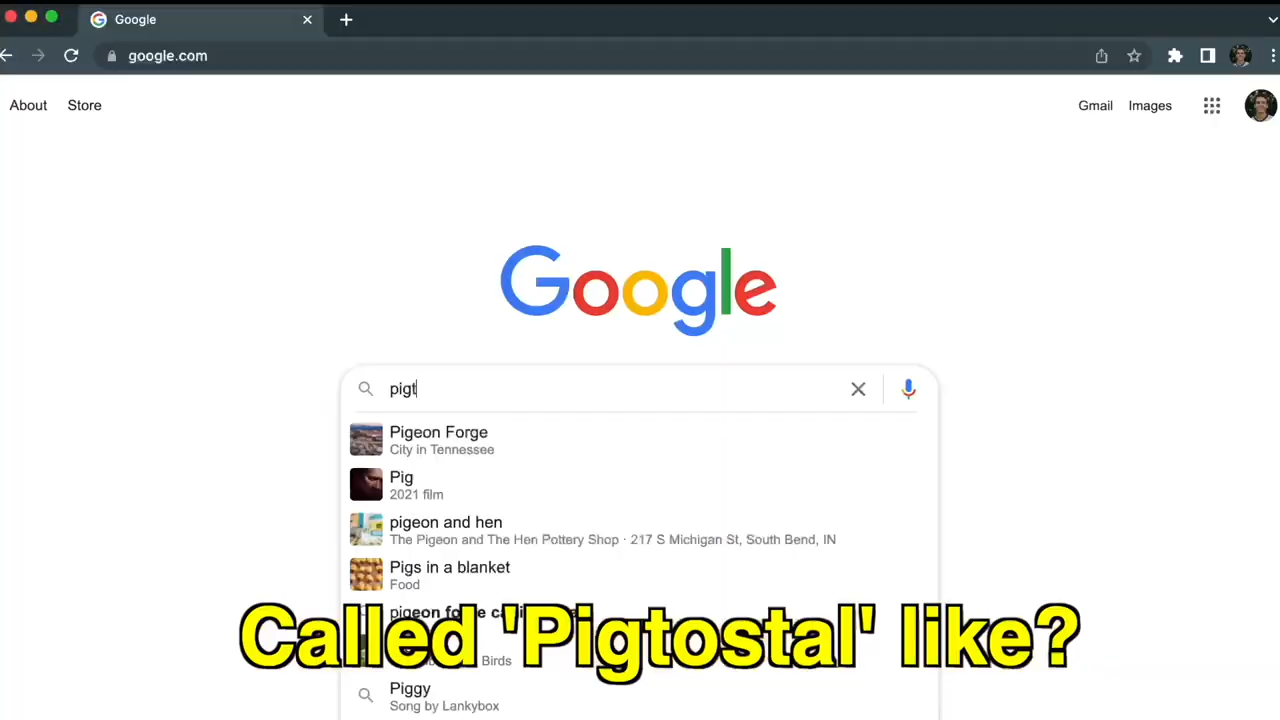 Google
google.com
About Store
Gmail Images
Google
pigt
Pigeon Forge
City in Tennessee
Pig
2021 film
pigeon and hen
The Pigeon and The Hen Pottery Shop · 217 S Michigan St, South Bend, IN
Pigs in a blanket
Food
pigeon
Called 'Pigtostal' like?
Birds
Piggy
Song by Lankybox